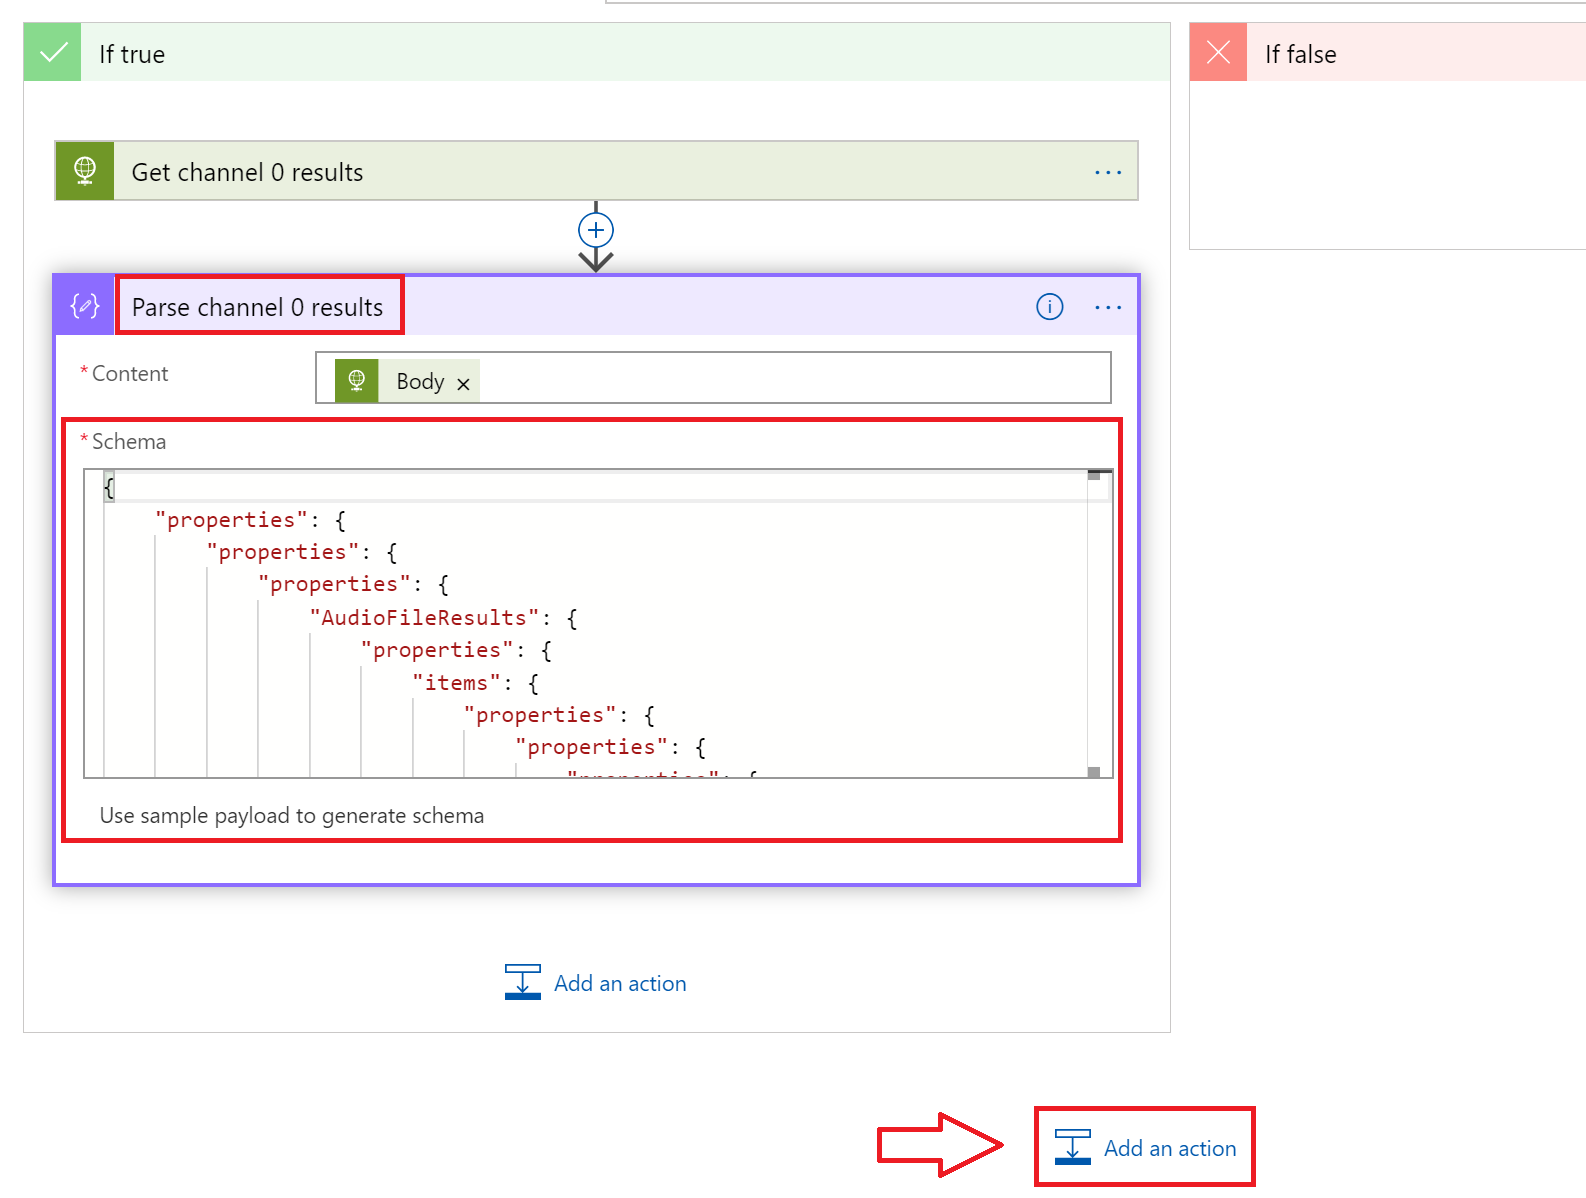 If true
If false
Get channel 0 results
Parse channel 0 results
* Content
Body
* Schema
{
"properties": {
"properties": {
"properties": {
"AudioFileResults": {
"properties": {
"items": {
"properties": {
"properties": {
"properties": {
Use sample payload to generate schema
Add an action
Add an action